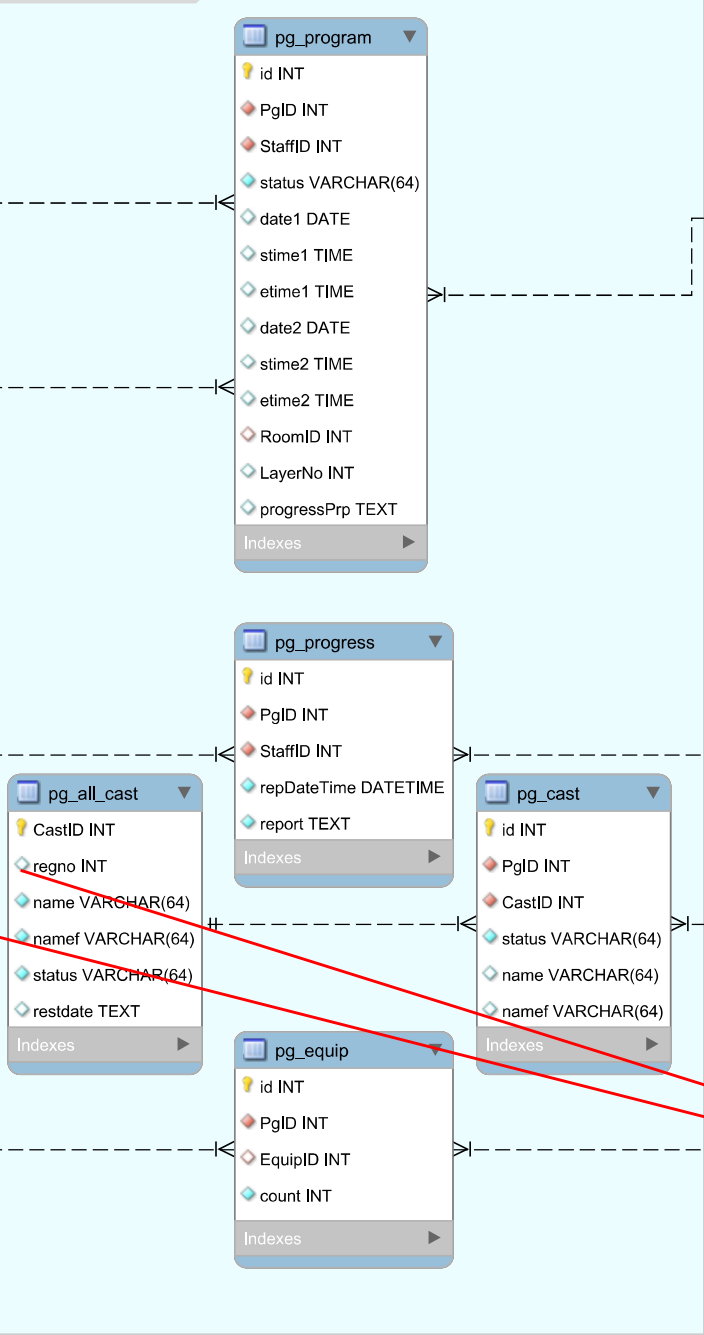 pg_program
id INT
PgID INT
StaffID INT
status VARCHAR(64)
date1 DATE
stime1 TIME
etime1 TIME
date2 DATE
stime2 TIME
etime2 TIME
RoomID INT
LayerNo INT
progressPrp TEXT
Indexes
pg_progress
id INT
PgID INT
StaffID INT
repDateTime DATETIME
report TEXT
Indexes
pg_all_cast
CastID INT
regno INT
name VARCHAR(64)
namef VARCHAR(64)
status VARCHAR(64)
restdate TEXT
Indexes
pg_cast
id INT
PgID INT
CastID INT
status VARCHAR(64)
name VARCHAR(64)
namef VARCHAR(64)
Indexes
pg_equip
id INT
PgID INT
EquipID INT
count INT
Indexes